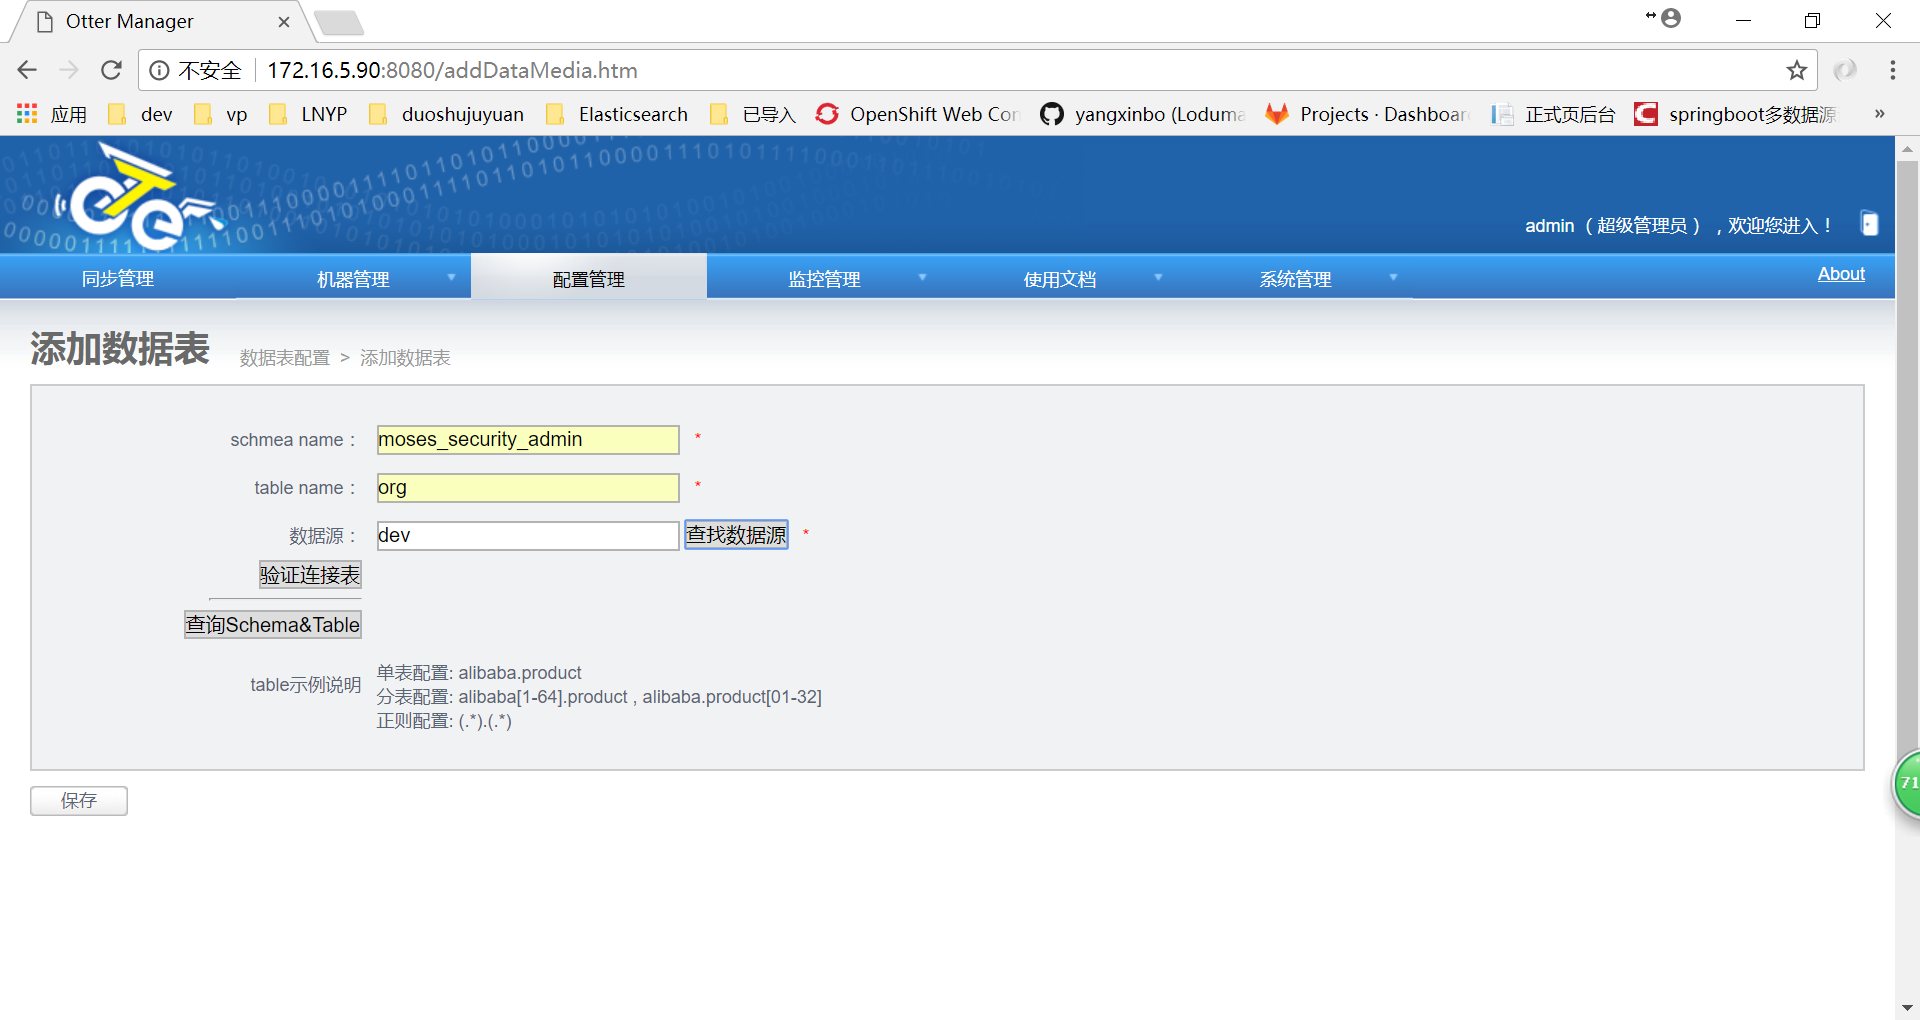 Otter Manager
不安全 172.16.5.90:8080/addDataMedia.htm
应用 dev vp LNYP duoshujuyuan Elasticsearch 已导入 OpenShift Web Con yangxinbo (Loduma Projects · Dashboar 正式页后台 springboot多数据源 »
admin （超级管理员），欢迎您进入！
同步管理 机器管理 配置管理 监控管理 使用文档 系统管理 About
添加数据表 数据表配置 > 添加数据表
schmea name： moses_security_admin *
table name： org *
数据源： dev 查找数据源 *
验证连接表
查询Schema&Table
table示例说明
单表配置: alibaba.product
分表配置: alibaba[1-64].product , alibaba.product[01-32]
正则配置: (.*).(.*)
71
保存